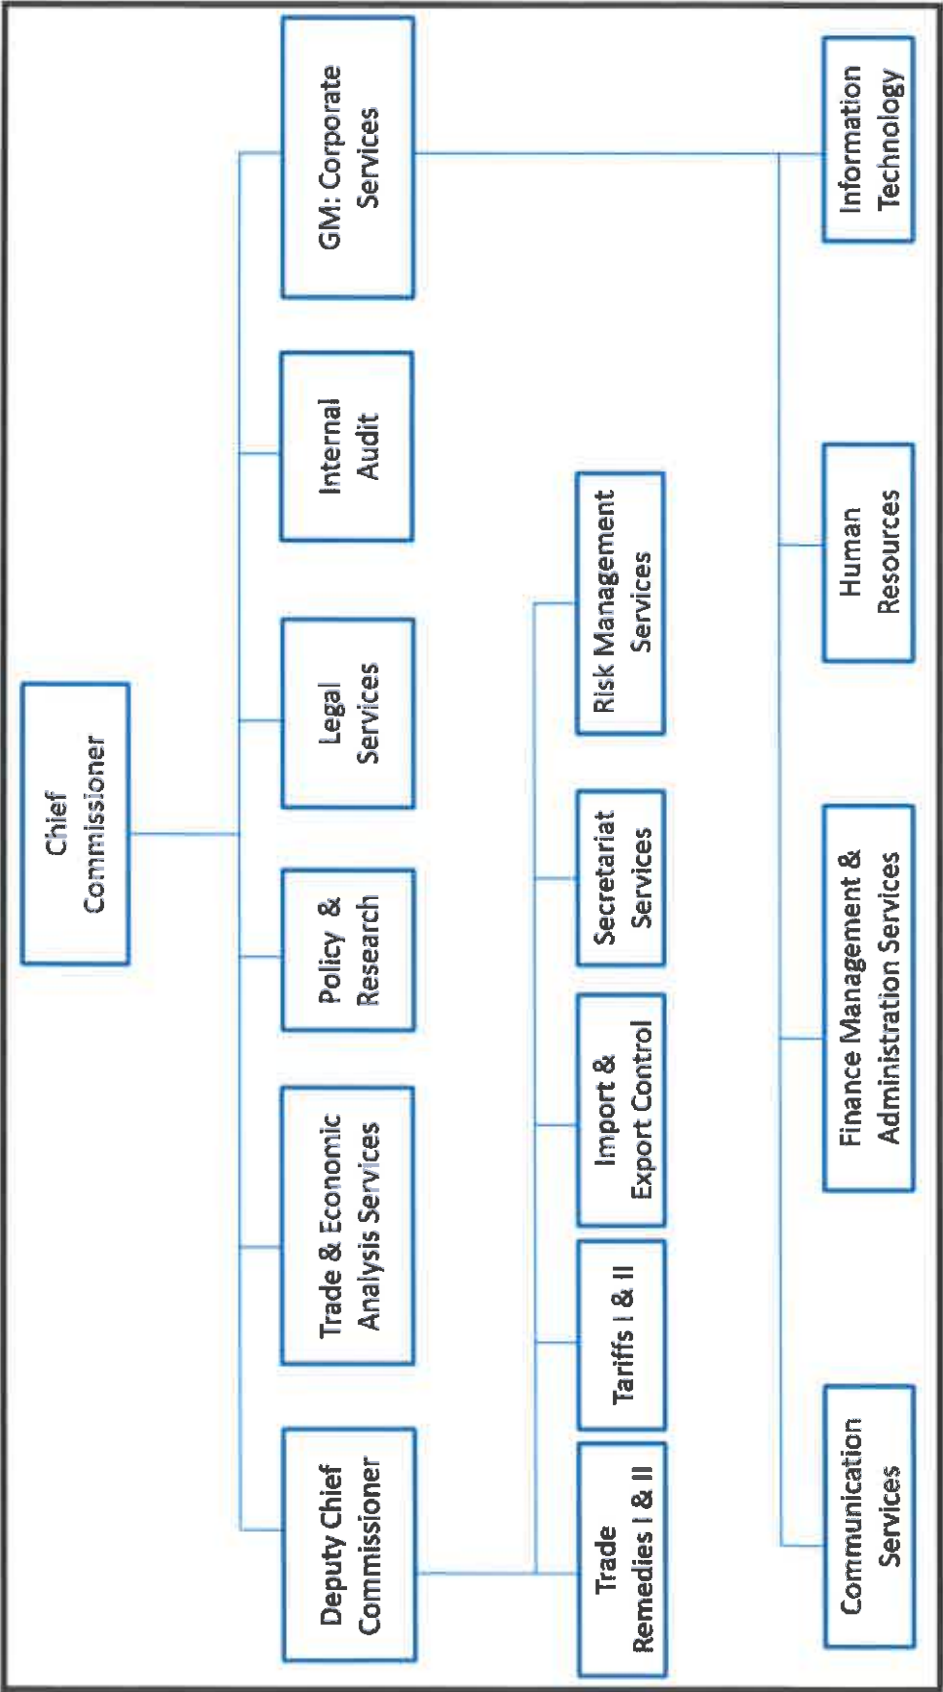 Chief
Commissioner
Deputy Chief
Commissioner
Trade & Economic
Analysis Services
Policy &
Research
Legal
Services
Internal
Audit
GM: Corporate
Services
Trade
Remedies I & II
Tariffs I & II
Import &
Export Control
Secretariat
Services
Risk Management
Services
Communication
Services
Finance Management &
Administration Services
Human
Resources
Information
Technology